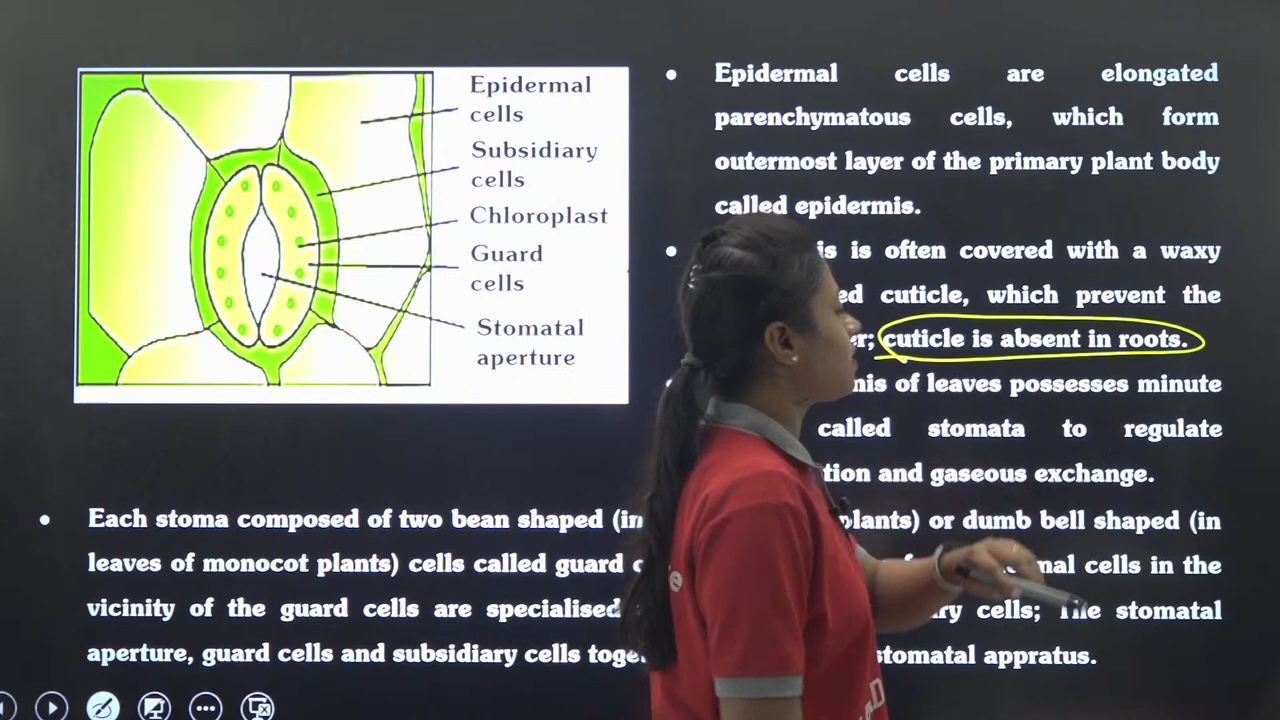 Epidermal
cells
Subsidiary
cells
Chloroplast
Guard
cells
Stomatal
aperture
• Epidermal cells are elongated
parenchymatous cells, which form
outermost layer of the primary plant body
called epidermis.
• is is often covered with a waxy
ed cuticle, which prevent the
er; cuticle is absent in roots.
mis of leaves possesses minute
called stomata to regulate
tion and gaseous exchange.
• Each stoma composed of two bean shaped (in plants) or dumb bell shaped (in
leaves of monocot plants) cells called guard mal cells in the
vicinity of the guard cells are specialised ry cells; The stomatal
aperture, guard cells and subsidiary cells toge stomatal appratus.